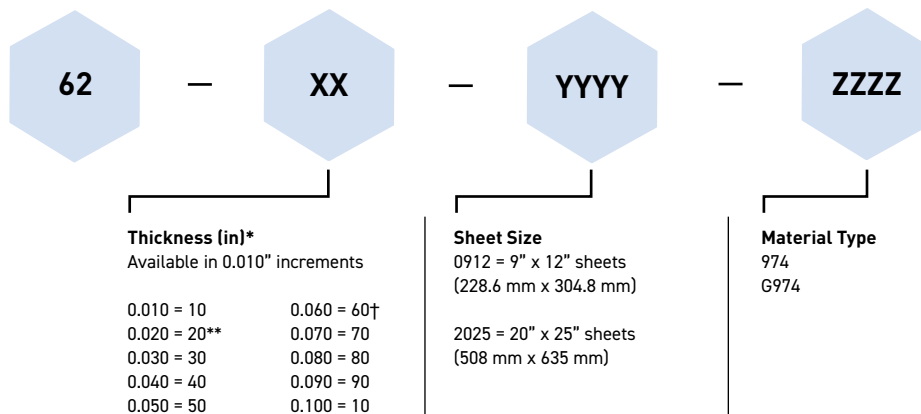 62 – XX – YYYY – ZZZZ
Thickness (in)*
Available in 0.010” increments
0.010 = 10
0.020 = 20**
0.030 = 30
0.040 = 40
0.050 = 50
0.060 = 60†
0.070 = 70
0.080 = 80
0.090 = 90
0.100 = 10
Sheet Size
0912 = 9” x 12” sheets
(228.6 mm x 304.8 mm)
2025 = 20” x 25” sheets
(508 mm x 635 mm)
Material Type
974
G974